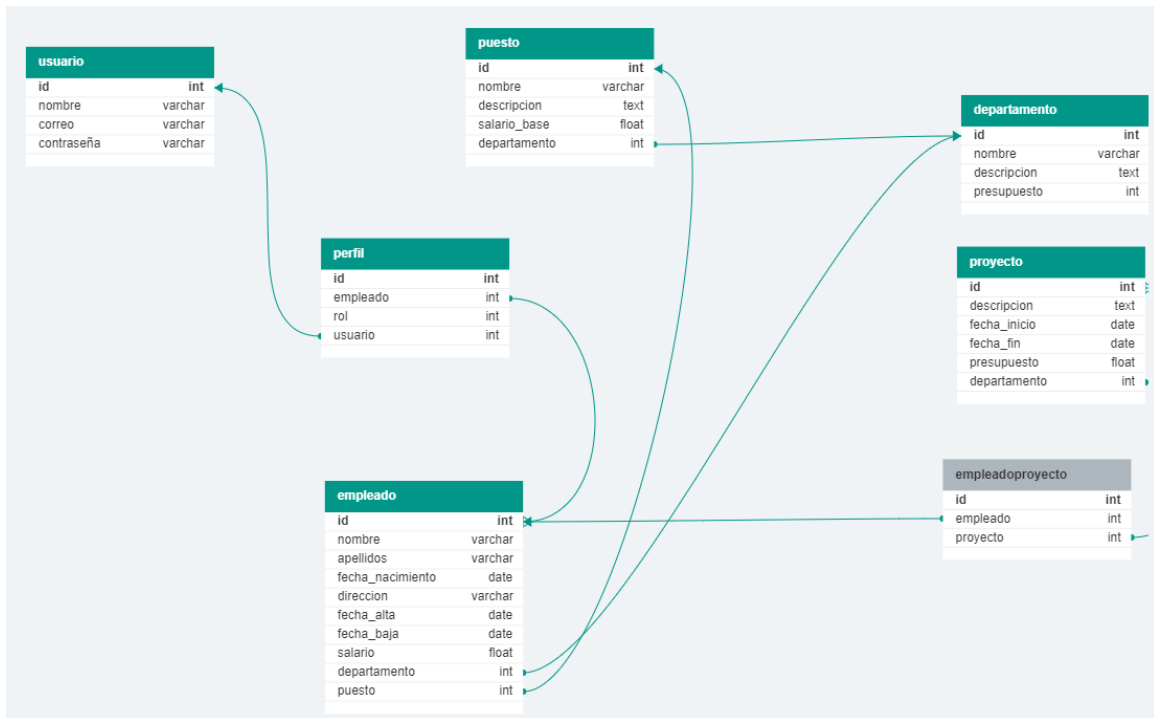 usuario
id int
nombre varchar
correo varchar
contraseña varchar
puesto
id int
nombre varchar
descripcion text
salario_base float
departamento int
departamento
id int
nombre varchar
descripcion text
presupuesto int
perfil
id int
empleado int
rol int
usuario int
proyecto
id int
descripcion text
fecha_inicio date
fecha_fin date
presupuesto float
departamento int
empleado
id int
nombre varchar
apellidos varchar
fecha_nacimiento date
direccion varchar
fecha_alta date
fecha_baja date
salario float
departamento int
puesto int
empleadoproyecto
id int
empleado int
proyecto int